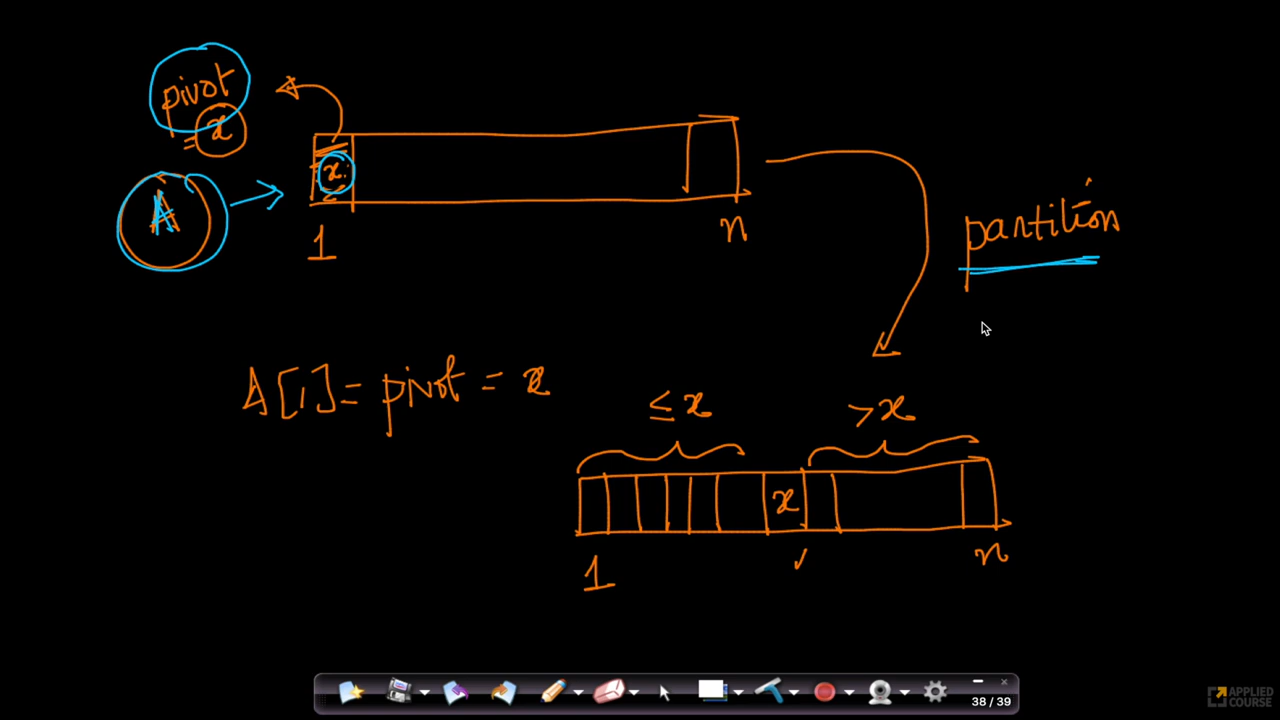 pivot
= x
A
x
1
n
partition
A[1] = pivot = x
≤ x
> x
x
1
n
38 / 39
APPLIED
COURSE